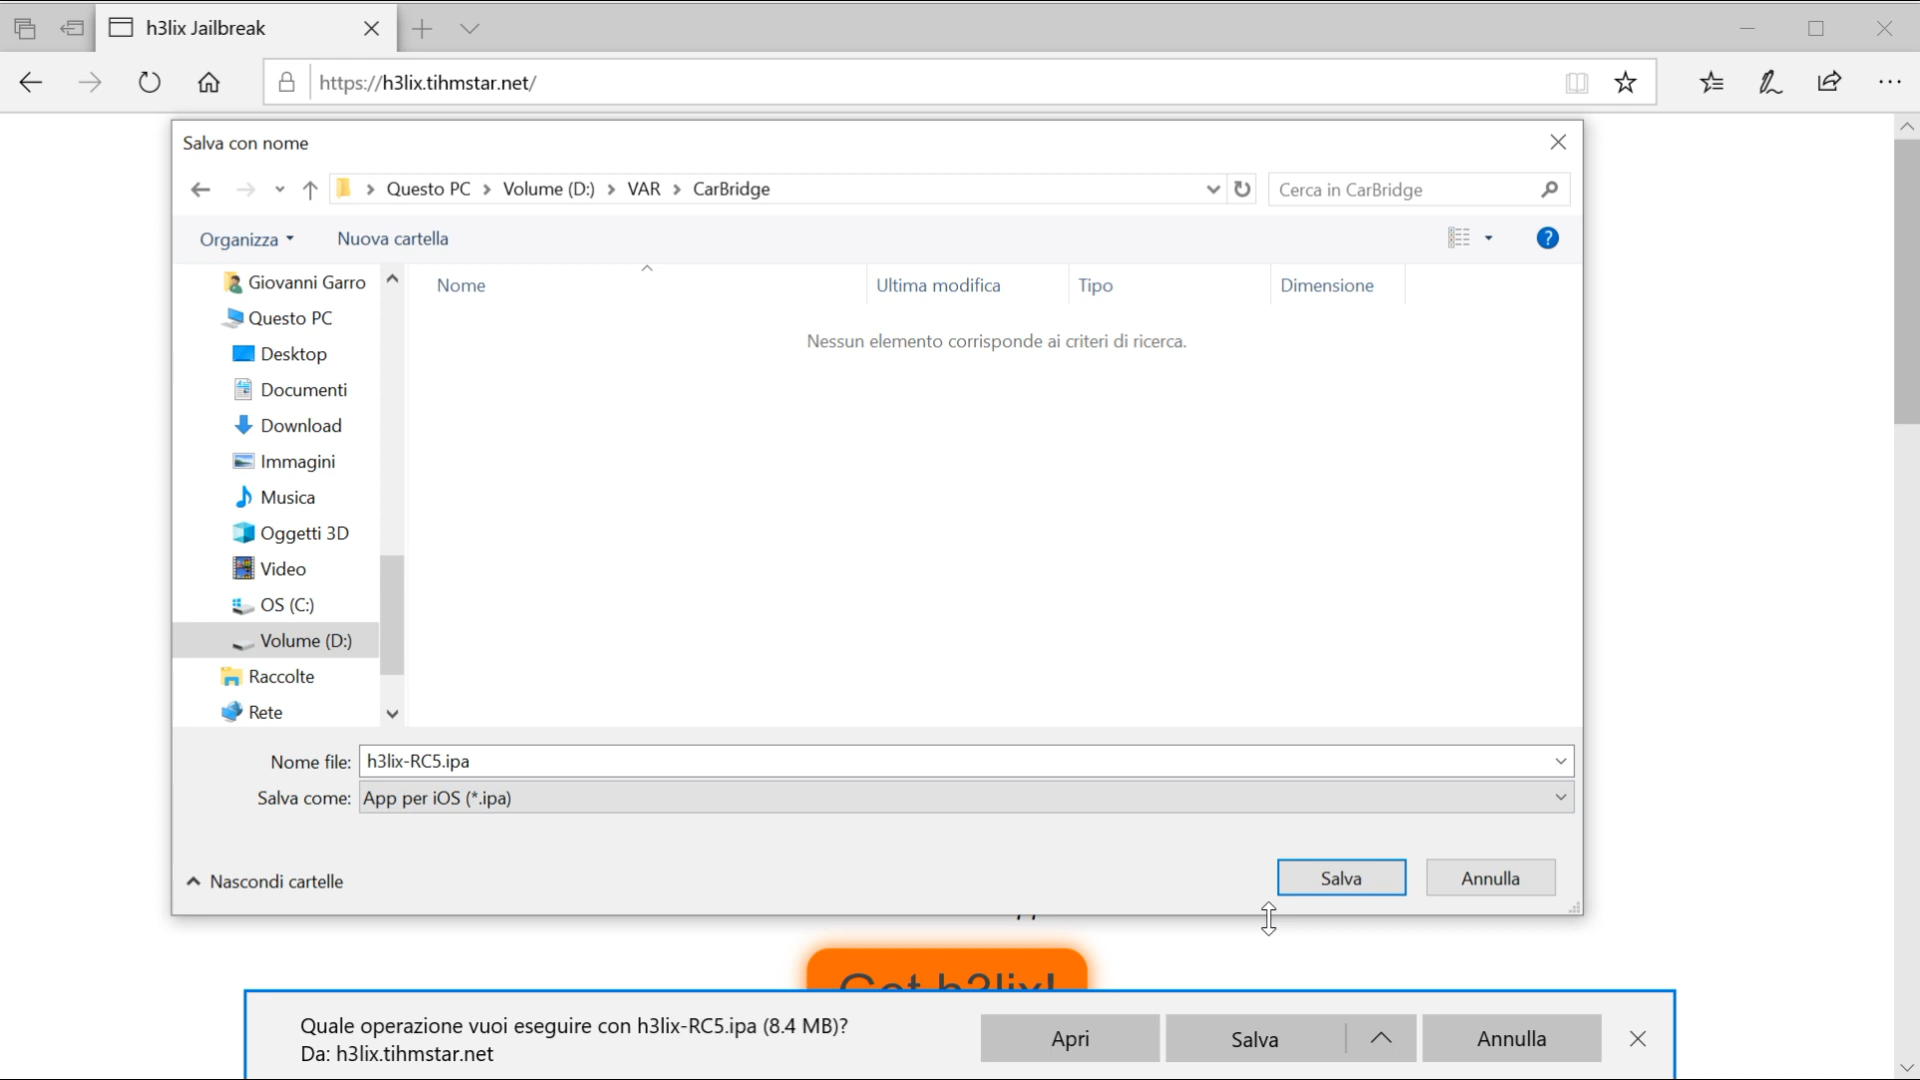 h3lix Jailbreak
https://h3lix.tihmstar.net/
Salva con nome
Questo PC > Volume (D:) > VAR > CarBridge
Cerca in CarBridge
Organizza
Nuova cartella
?
Nome
Ultima modifica
Tipo
Dimensione
Nessun elemento corrisponde ai criteri di ricerca.
Giovanni Garro
Questo PC
Desktop
Documenti
Download
Immagini
Musica
Oggetti 3D
Video
OS (C:)
Volume (D:)
Raccolte
Rete
Nome file: h3lix-RC5.ipa
Salva come: App per iOS (*.ipa)
Nascondi cartelle
Salva
Annulla
Get h3lix!
Quale operazione vuoi eseguire con h3lix-RC5.ipa (8.4 MB)?
Da: h3lix.tihmstar.net
Apri
Salva
Annulla